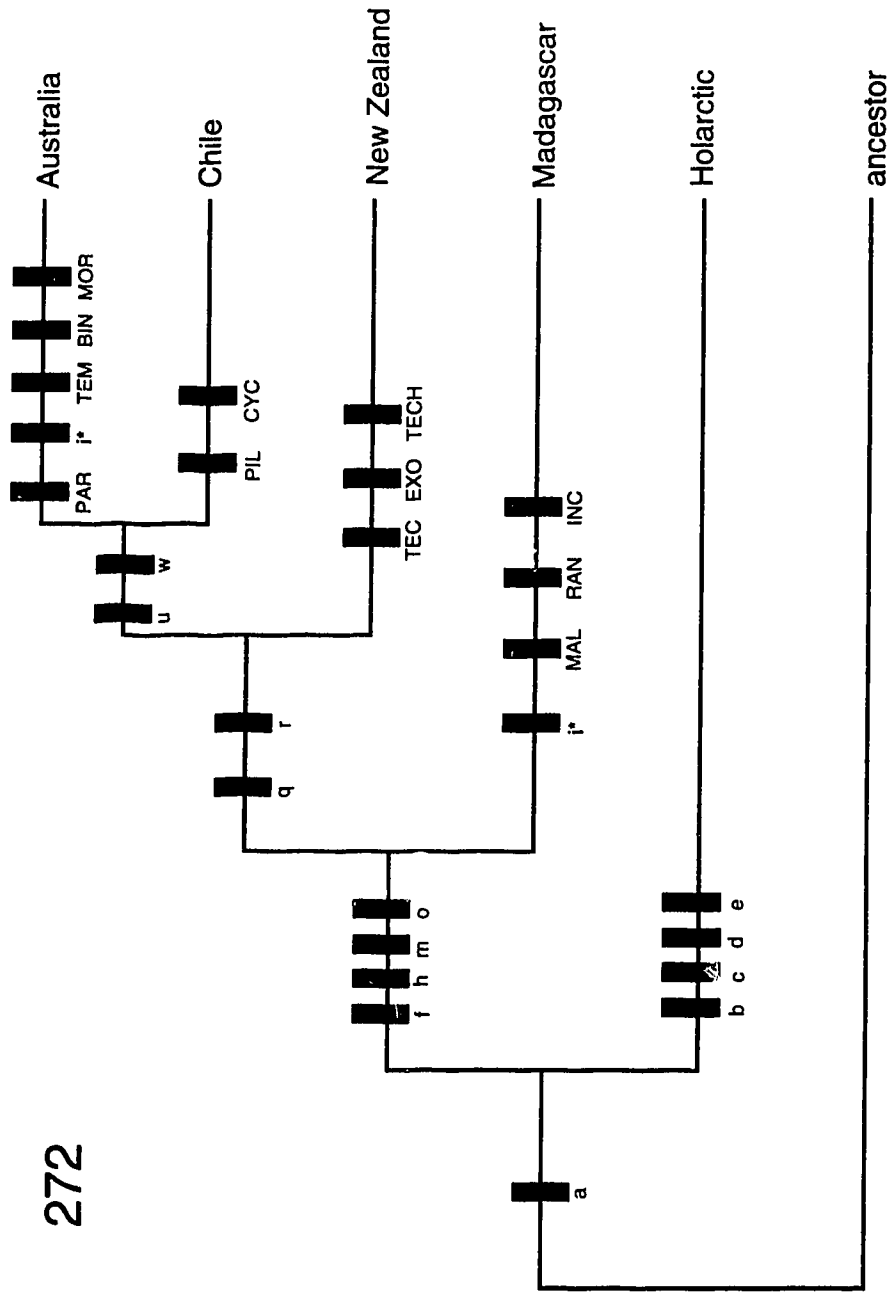 272
Australia
PAR i* TEM BIN MOR
Chile
PIL CYC
u w
New Zealand
TEC EXO TECH
q r
Madagascar
i* MAL RAN INC
f h m o
Holarctic
b c d e
a
ancestor